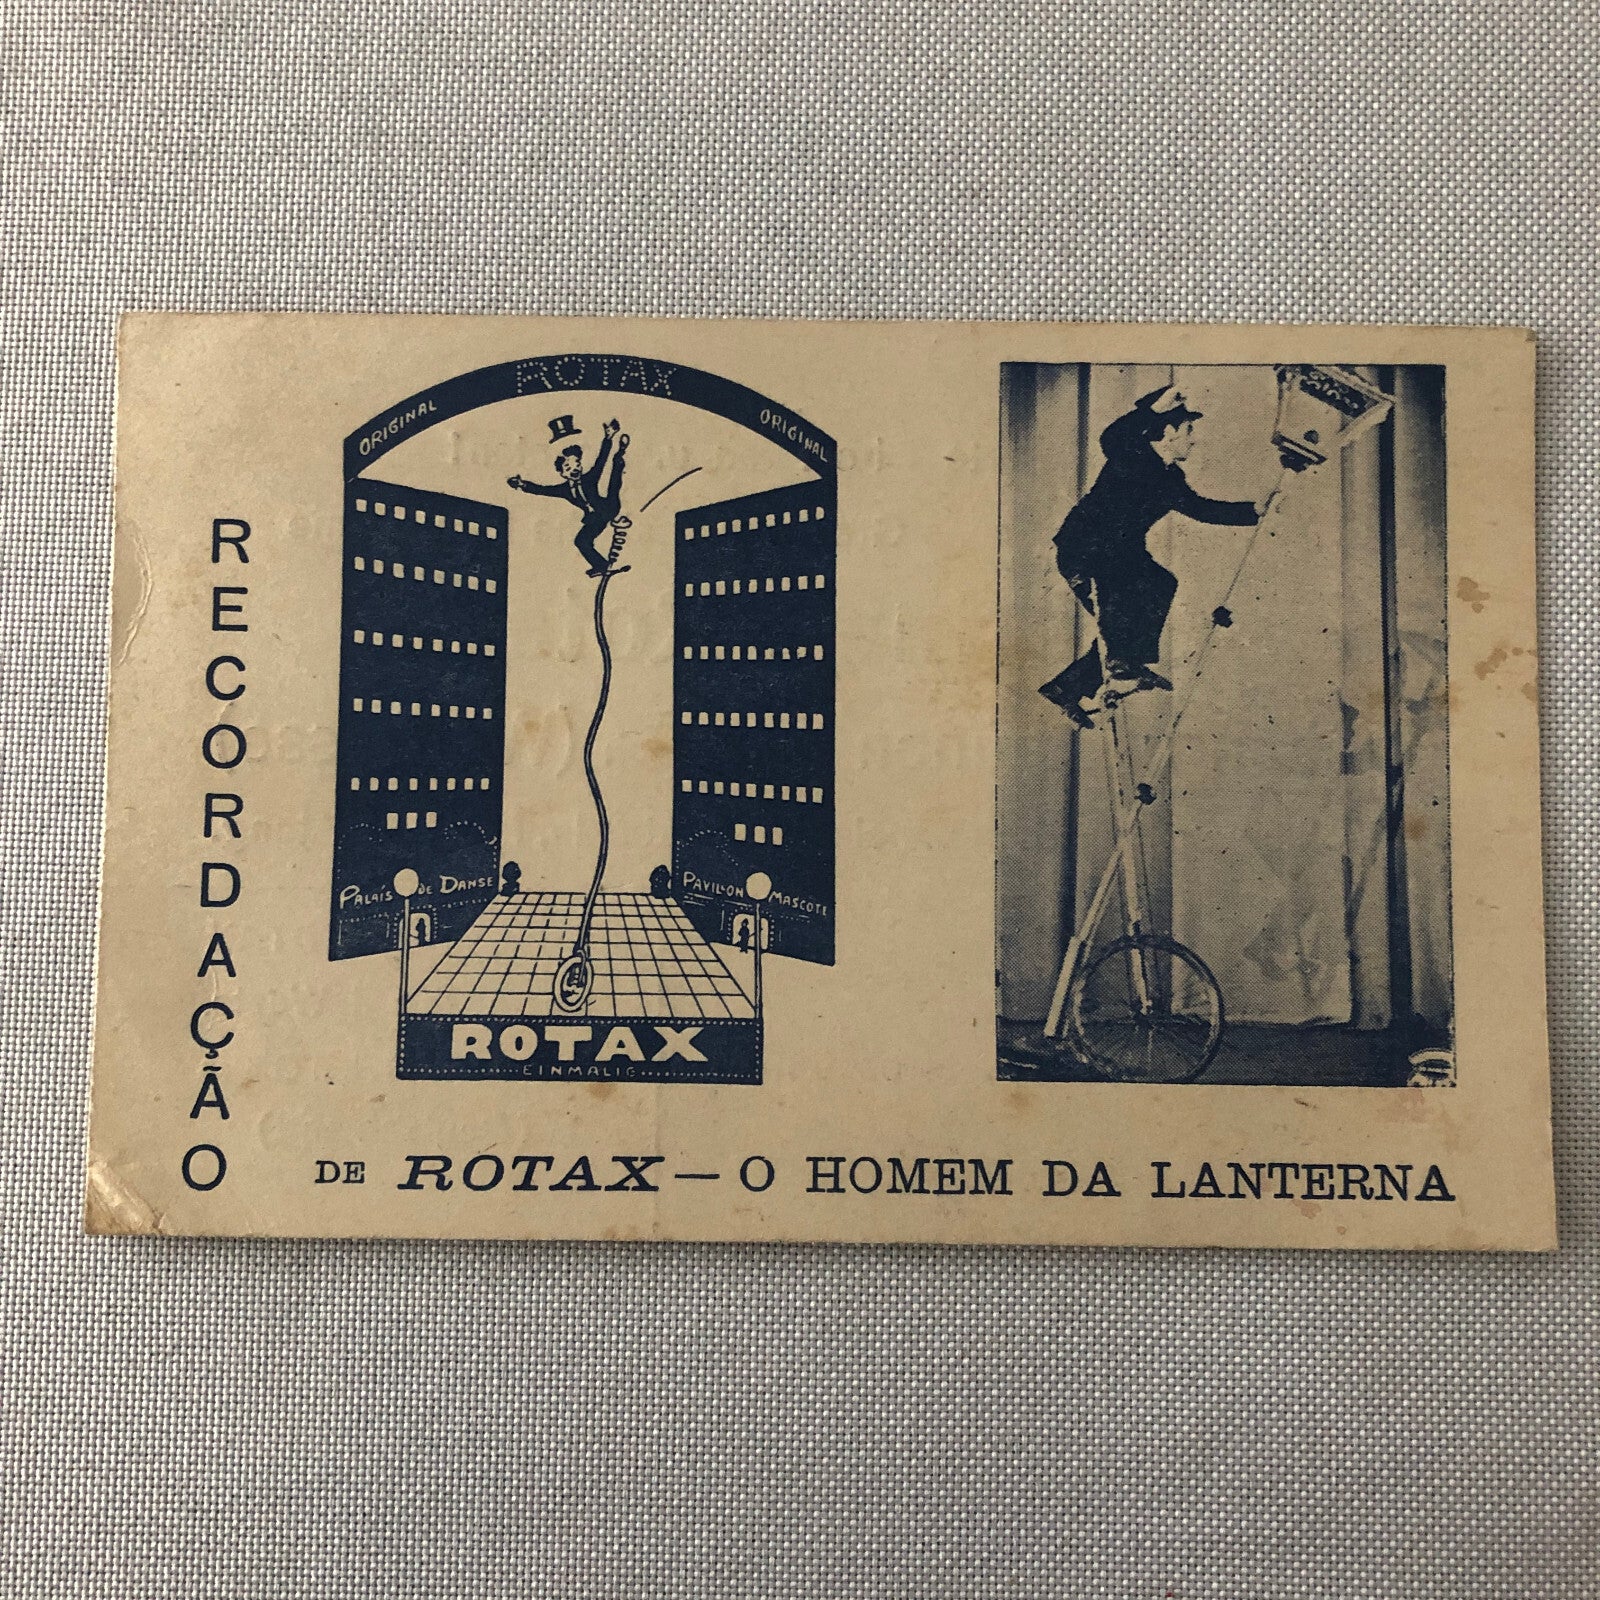 RECORDAÇÃO
ORIGINAL ROTAX ORIGINAL
PALAIS DE DANSE
PAVILLON MASCOTE
ROTAX
EINMALIG
DE ROTAX — O HOMEM DA LANTERNA